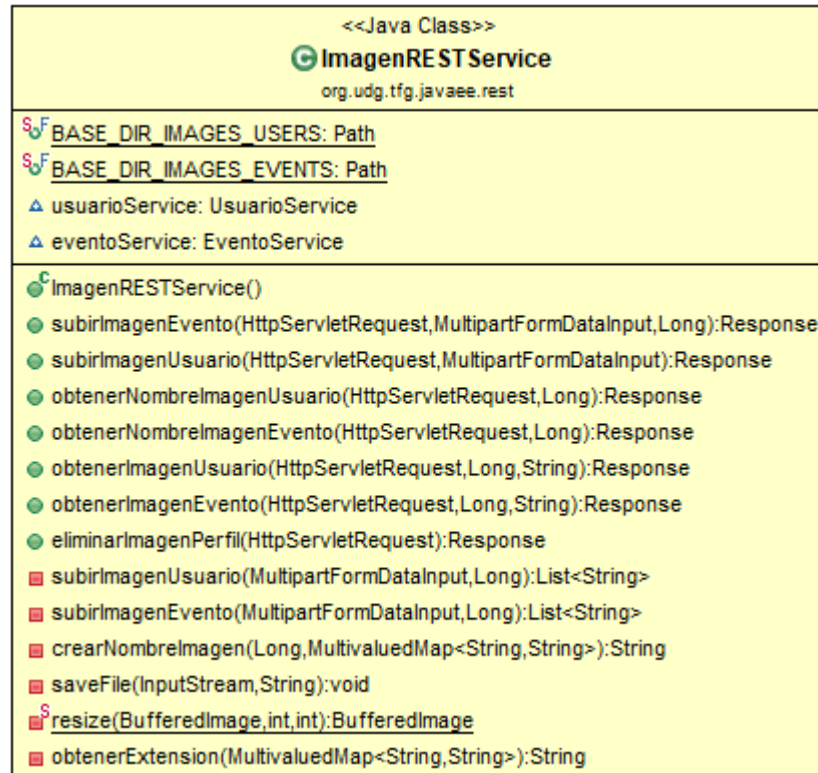 <<Java Class>>
C ImagenRESTService
org.udg.tfg.javaee.rest
S F BASE_DIR_IMAGES_USERS: Path
S F BASE_DIR_IMAGES_EVENTS: Path
usuarioService: UsuarioService
eventoService: EventoService
C ImagenRESTService()
subirImagenEvento(HttpServletRequest,MultipartFormDataInput,Long):Response
subirImagenUsuario(HttpServletRequest,MultipartFormDataInput):Response
obtenerNombreImagenUsuario(HttpServletRequest,Long):Response
obtenerNombreImagenEvento(HttpServletRequest,Long):Response
obtenerImagenUsuario(HttpServletRequest,Long,String):Response
obtenerImagenEvento(HttpServletRequest,Long,String):Response
eliminarImagenPerfil(HttpServletRequest):Response
subirImagenUsuario(MultipartFormDataInput,Long):List<String>
subirImagenEvento(MultipartFormDataInput,Long):List<String>
crearNombreImagen(Long,MultivaluedMap<String,String>):String
saveFile(InputStream,String):void
S resize(BufferedImage,int,int):BufferedImage
obtenerExtension(MultivaluedMap<String,String>):String